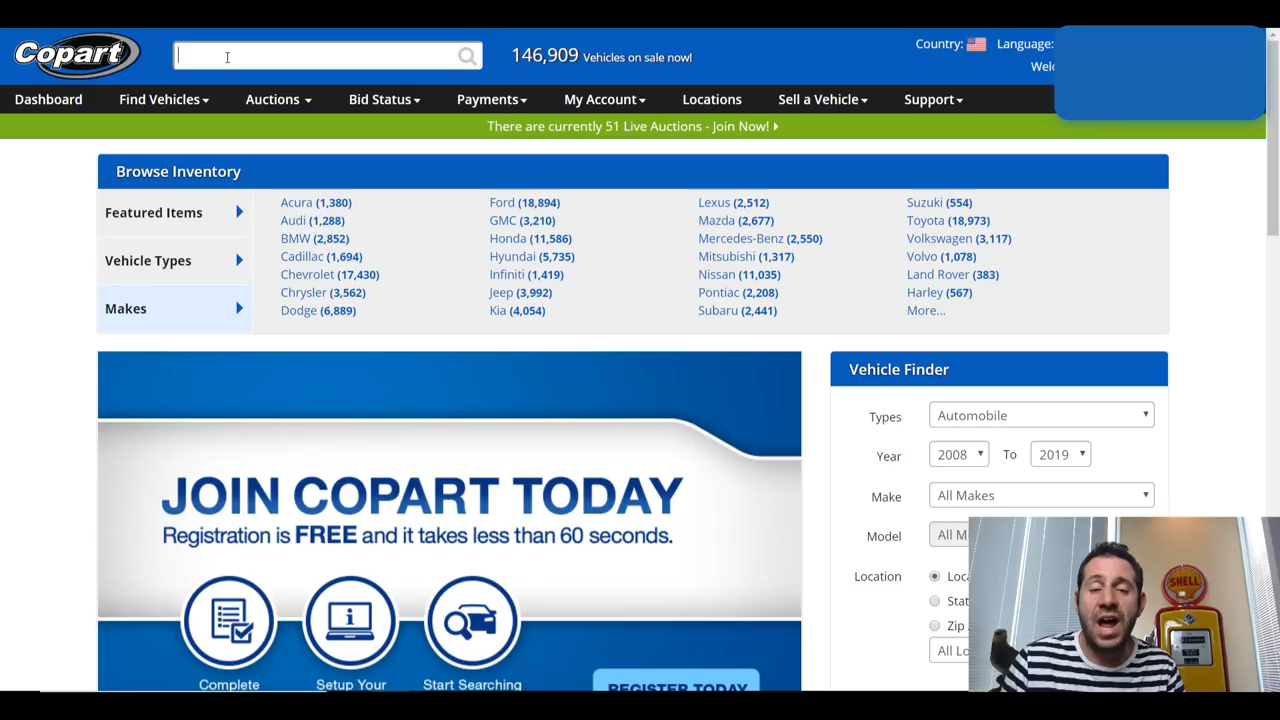 Copart
146,909 Vehicles on sale now!
Country:
Language:
Dashboard
Find Vehicles
Auctions
Bid Status
Payments
My Account
Locations
Sell a Vehicle
Support
There are currently 51 Live Auctions - Join Now!
Browse Inventory
Featured Items
Vehicle Types
Makes
Acura (1,380)
Audi (1,288)
BMW (2,852)
Cadillac (1,694)
Chevrolet (17,430)
Chrysler (3,562)
Dodge (6,889)
Ford (18,894)
GMC (3,210)
Honda (11,586)
Hyundai (5,735)
Infiniti (1,419)
Jeep (3,992)
Kia (4,054)
Lexus (2,512)
Mazda (2,677)
Mercedes-Benz (2,550)
Mitsubishi (1,317)
Nissan (11,035)
Pontiac (2,208)
Subaru (2,441)
Suzuki (554)
Toyota (18,973)
Volkswagen (3,117)
Volvo (1,078)
Land Rover (383)
Harley (567)
More...
JOIN COPART TODAY
Registration is FREE and it takes less than 60 seconds.
Complete
Setup Your
Start Searching
REGISTER TODAY
Vehicle Finder
Types
Automobile
Year
2008
To
2019
Make
All Makes
Model
All M
Location
Loca
Stat
Zip
All Lo
SHELL